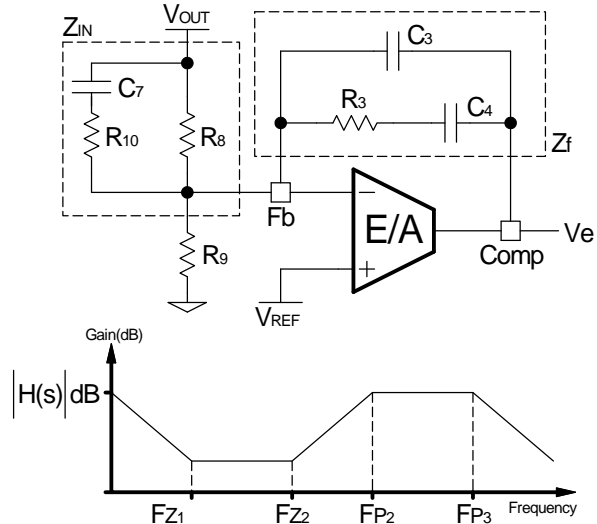 ZIN
VOUT
C7
R10
R8
R9
C3
R3
C4
Zf
Fb
E/A
Comp
Ve
VREF
Gain(dB)
|H(s)|dB
FZ1
FZ2
FP2
FP3
Frequency